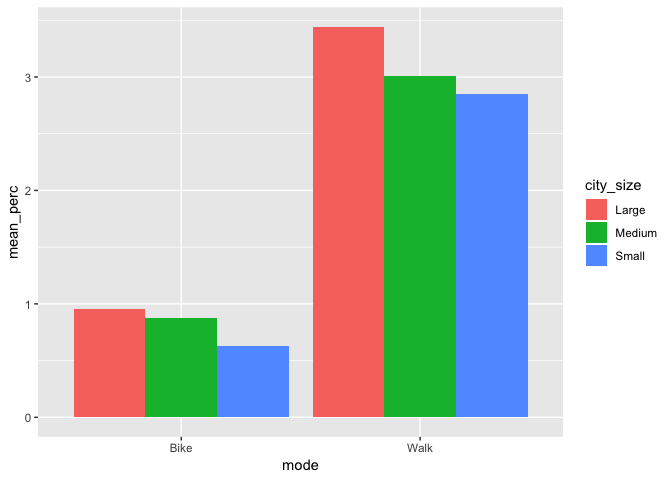 mean_perc
3
2
1
0
Bike
Walk
mode
city_size
Large
Medium
Small